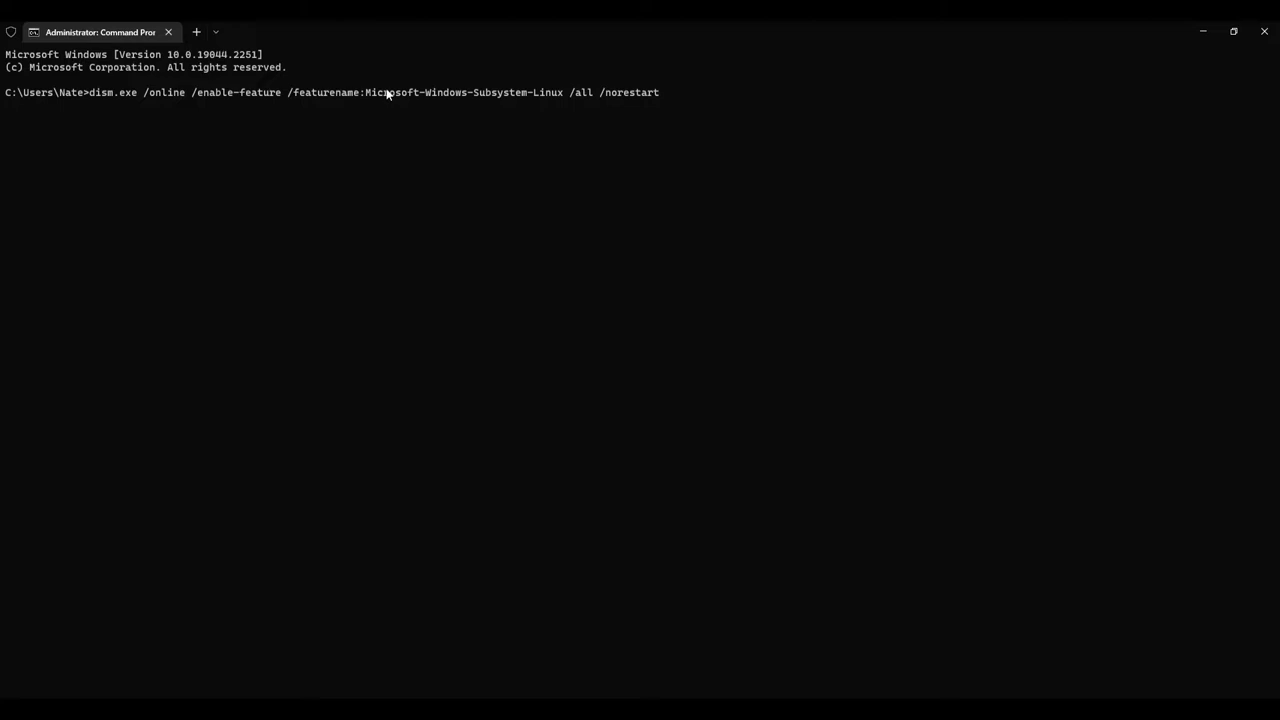 Administrator: Command Pror
Microsoft Windows [Version 10.0.19044.2251]
(c) Microsoft Corporation. All rights reserved.
C:\Users\Nate>dism.exe /online /enable-feature /featurename:Microsoft-Windows-Subsystem-Linux /all /norestart